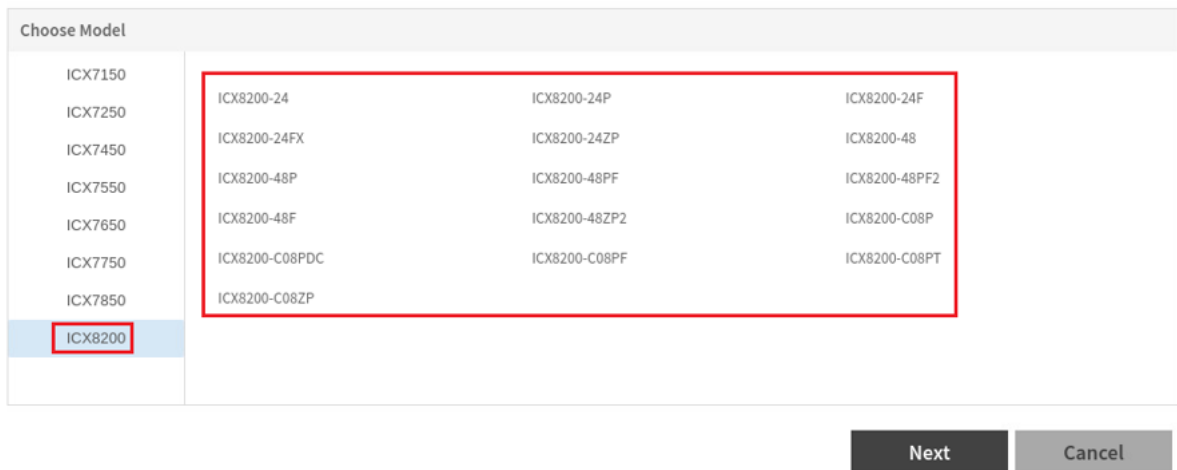 Choose Model
ICX7150
ICX7250
ICX7450
ICX7550
ICX7650
ICX7750
ICX7850
ICX8200
ICX8200-24 ICX8200-24P ICX8200-24F
ICX8200-24FX ICX8200-24ZP ICX8200-48
ICX8200-48P ICX8200-48PF ICX8200-48PF2
ICX8200-48F ICX8200-48ZP2 ICX8200-C08P
ICX8200-C08PDC ICX8200-C08PF ICX8200-C08PT
ICX8200-C08ZP
Next Cancel